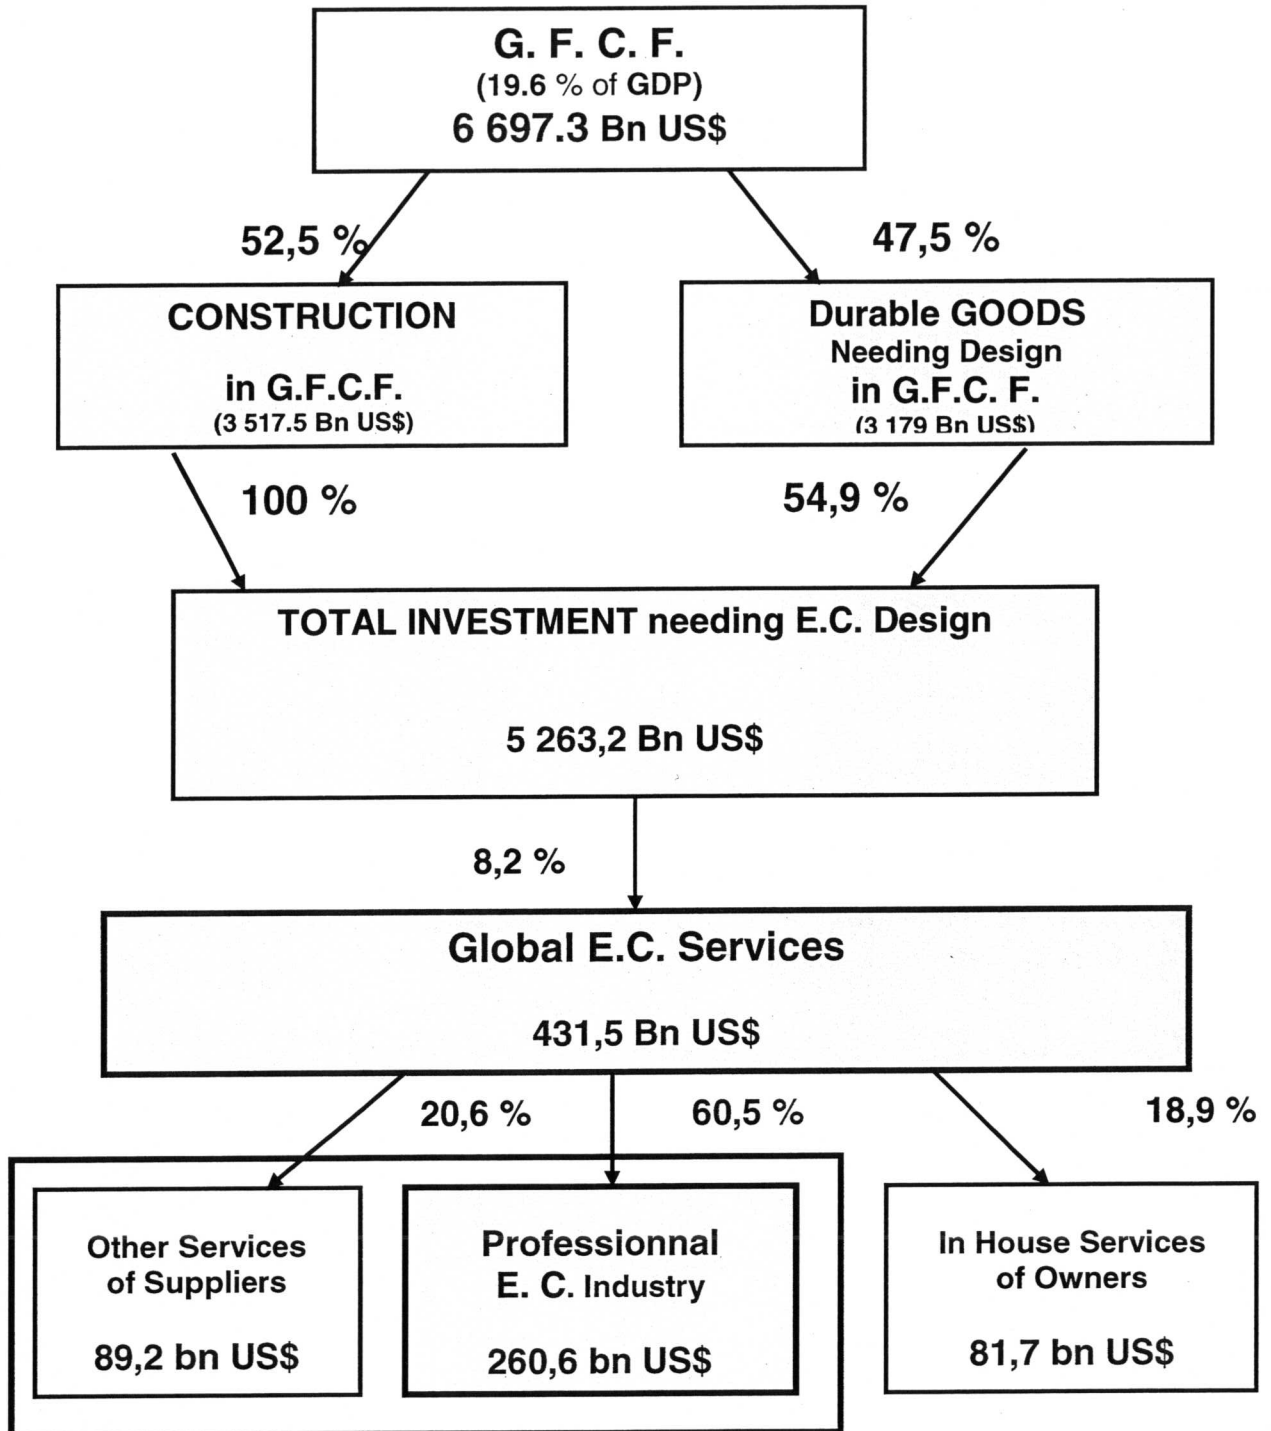 G. F. C. F.
(19.6 % of GDP)
6 697.3 Bn US$
52,5 %
47,5 %
CONSTRUCTION
in G.F.C.F.
(3 517.5 Bn US$)
Durable GOODS
Needing Design
in G.F.C. F.
(3 179 Bn US$)
100 %
54,9 %
TOTAL INVESTMENT needing E.C. Design
5 263,2 Bn US$
8,2 %
Global E.C. Services
431,5 Bn US$
20,6 %
60,5 %
18,9 %
Other Services
of Suppliers
89,2 bn US$
Professionnal
E. C. Industry
260,6 bn US$
In House Services
of Owners
81,7 bn US$